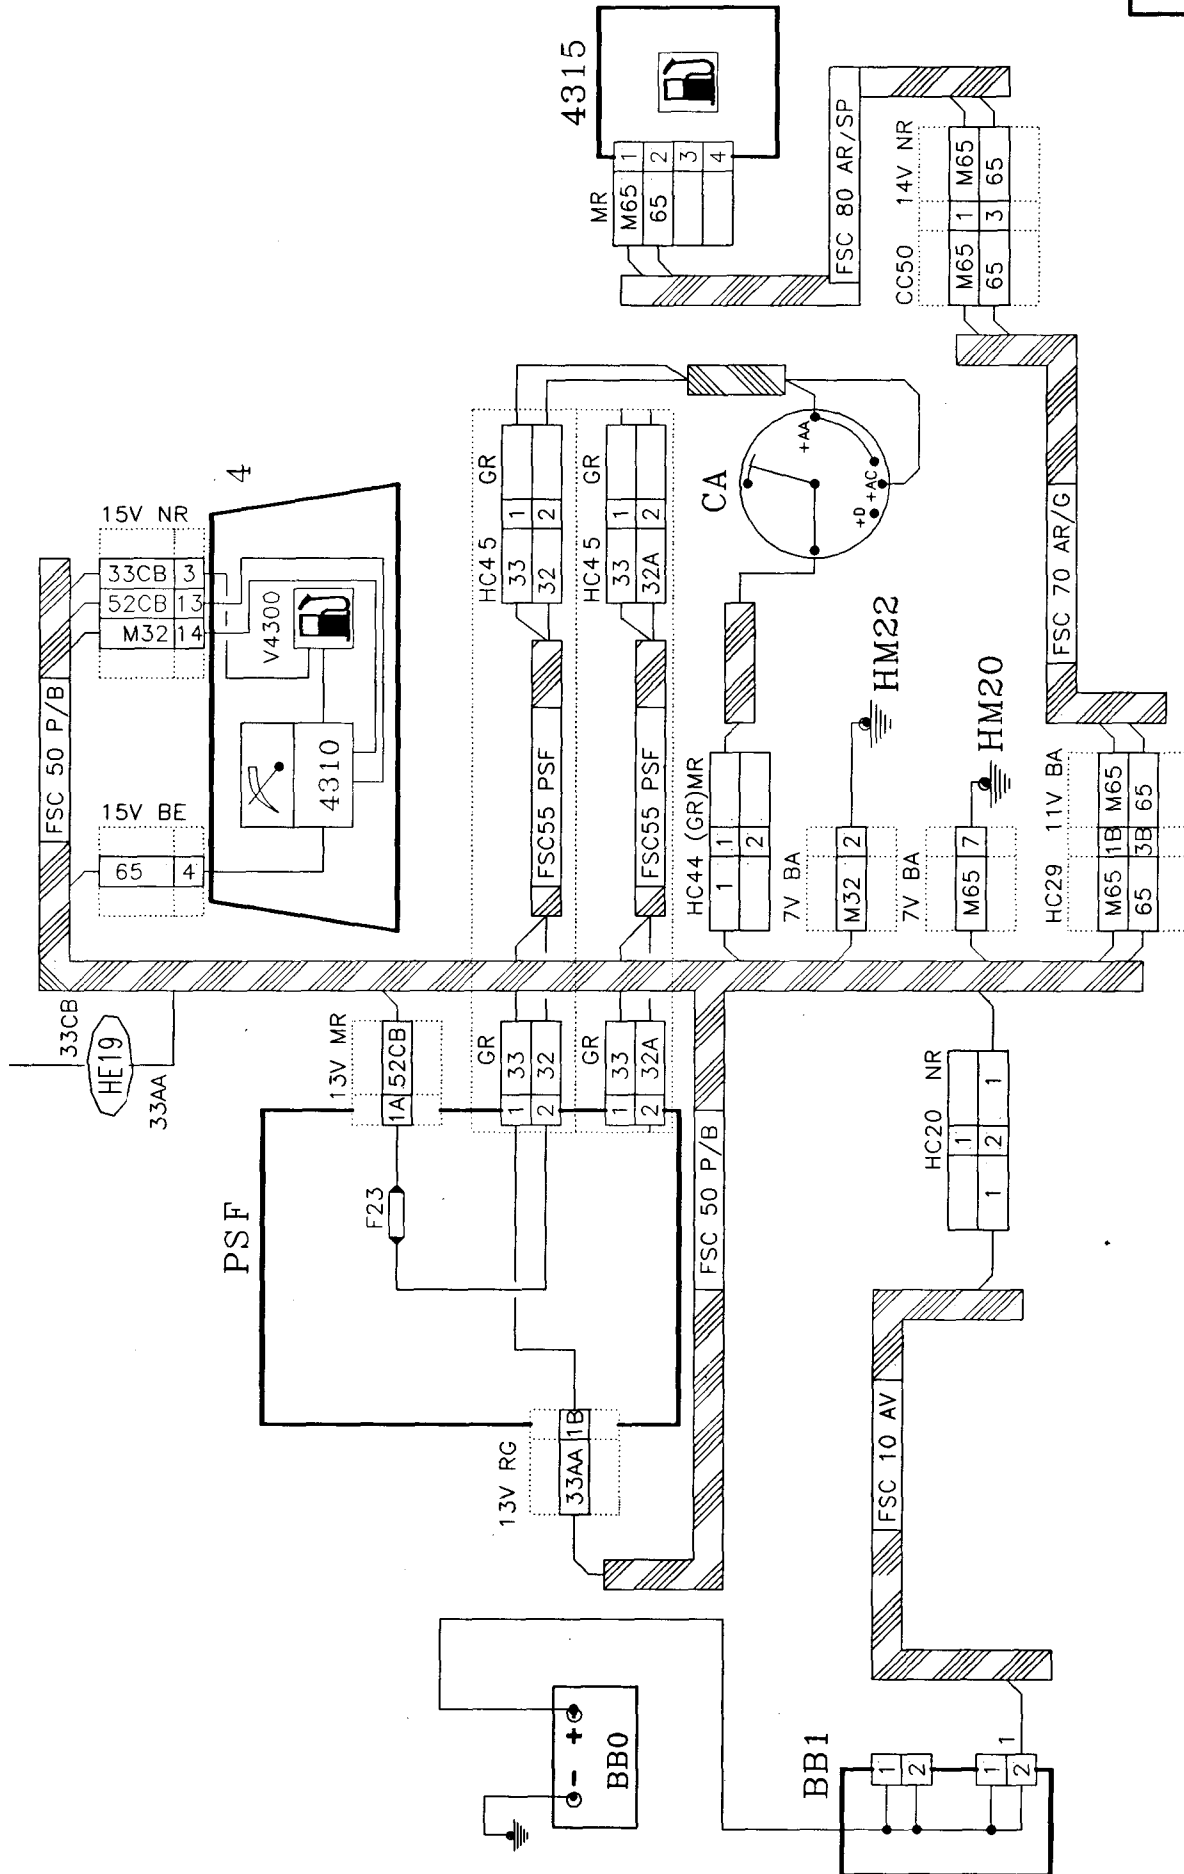 4315
MR
M65 1
65 2
3
4
FSC 80 AR/SP
CC50 14V NR
M65 1 M65
65 3 65
FSC 70 AR/G
HC29 11V BA
M65 1B M65
65 3B 65
4
15V NR
33CB 3
52CB 13
M32 14
V4300
4310
15V BE
65 4
FSC 50 P/B
HC45 GR
33 1
32 2
HC45 GR
33 1
32A 2
FSC55 PSF
FSC55 PSF
CA
+AA
+AC
+D
HC44 (GR)MR
1 1
2
7V BA
M32 2
HM22
7V BA
M65 7
HM20
33CB
HE19
33AA
PSF
13V MR
1A 52CB
F23
GR
1 33
2 32
GR
1 33
2 32A
13V RG
33AA 1B
FSC 50 P/B
HC20 NR
1
1 2 1
FSC 10 AV
BB0
- +
BB1
1
2
1
2
1